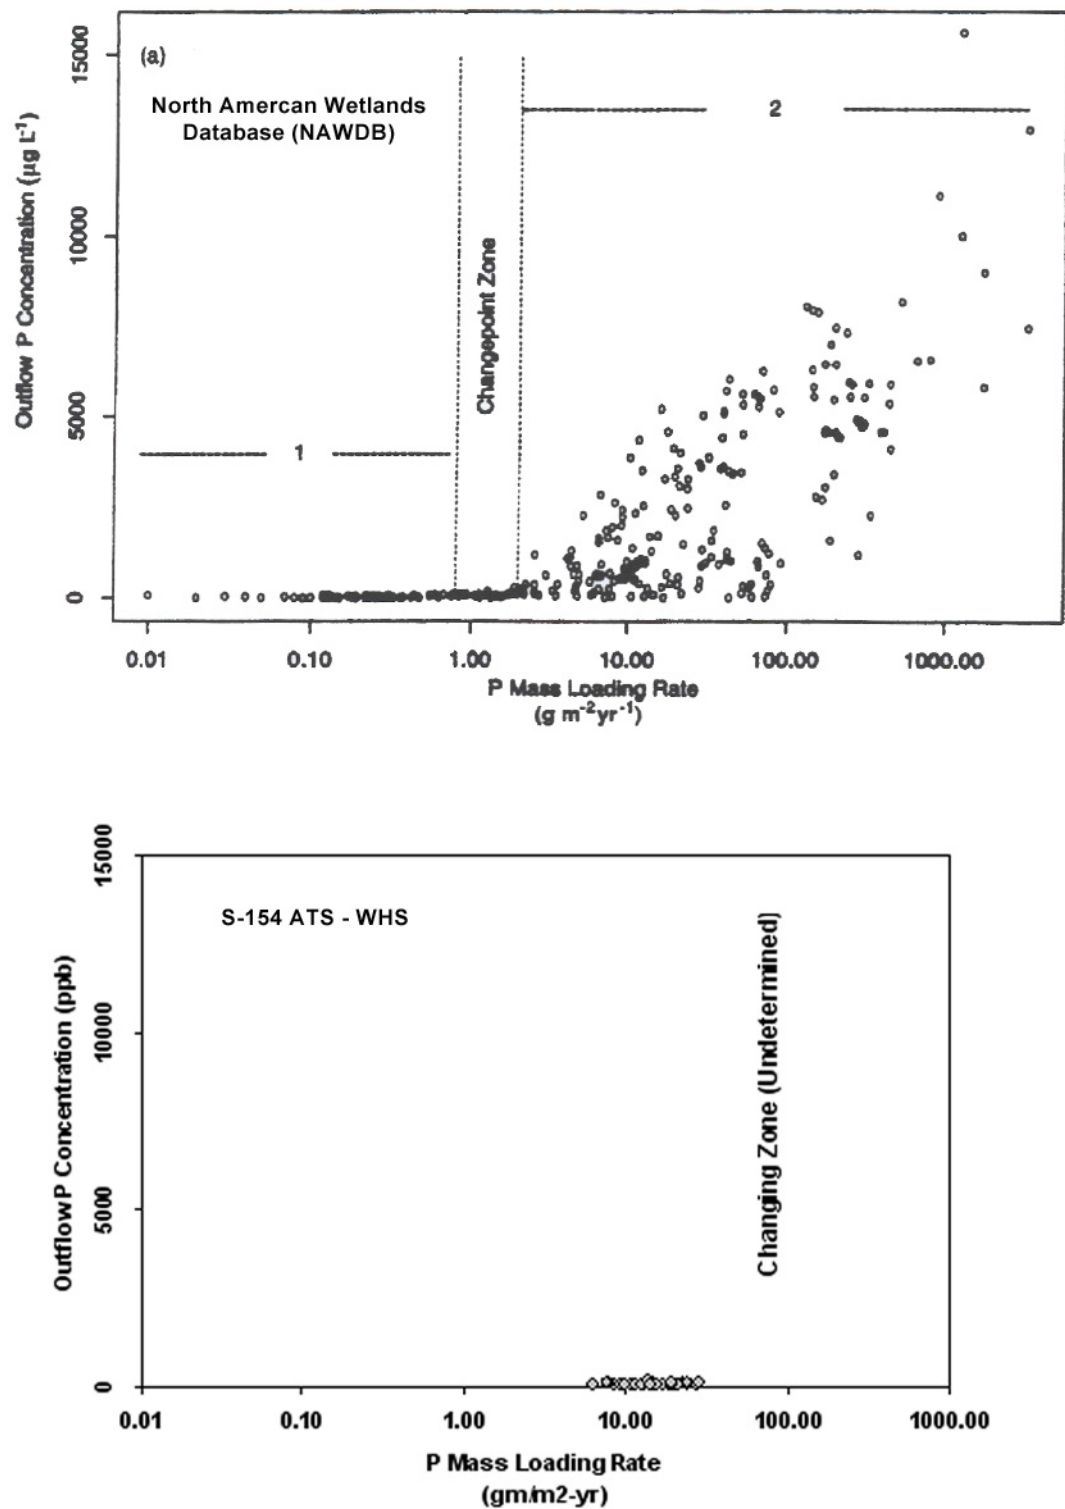 (a)
North Amercan Wetlands
Database (NAWDB)
1
Changepoint Zone
2
15000
10000
5000
0
Outflow P Concentration (µg L-1)
0.01 0.10 1.00 10.00 100.00 1000.00
P Mass Loading Rate
(g m-2yr-1)
S-154 ATS - WHS
Changing Zone (Undetermined)
15000
10000
5000
0
Outflow P Concentration (ppb)
0.01 0.10 1.00 10.00 100.00 1000.00
P Mass Loading Rate
(gm/m2-yr)